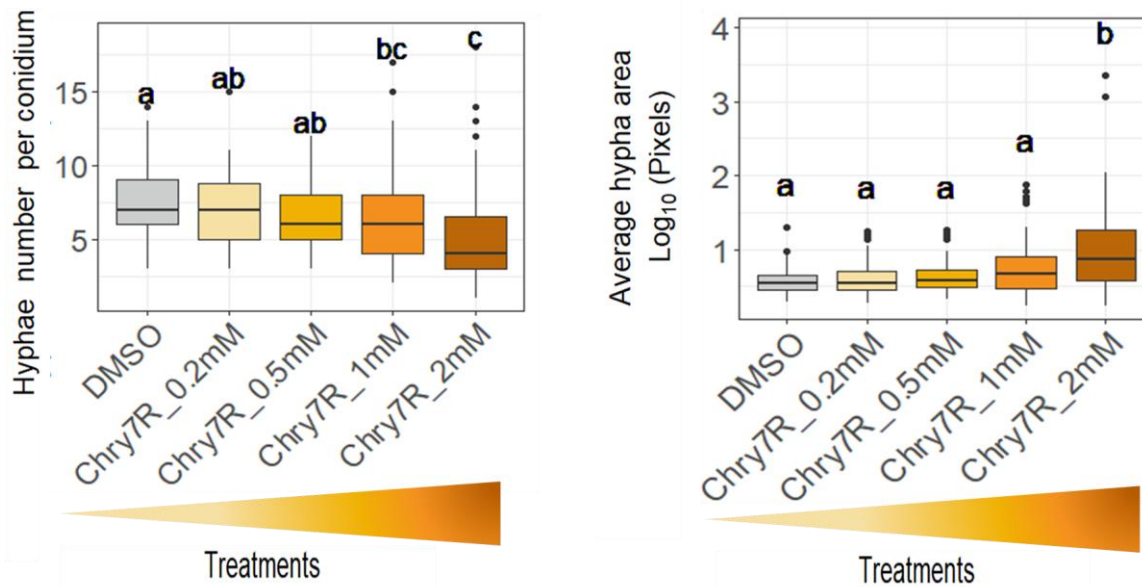 Hyphae number per conidium
15
10
5
a
ab
ab
bc
c
DMSO
Chry7R_0.2mM
Chry7R_0.5mM
Chry7R_1mM
Chry7R_2mM
Treatments
Average hypha area
Log₁₀ (Pixels)
4
3
2
1
a
a
a
a
b
DMSO
Chry7R_0.2mM
Chry7R_0.5mM
Chry7R_1mM
Chry7R_2mM
Treatments